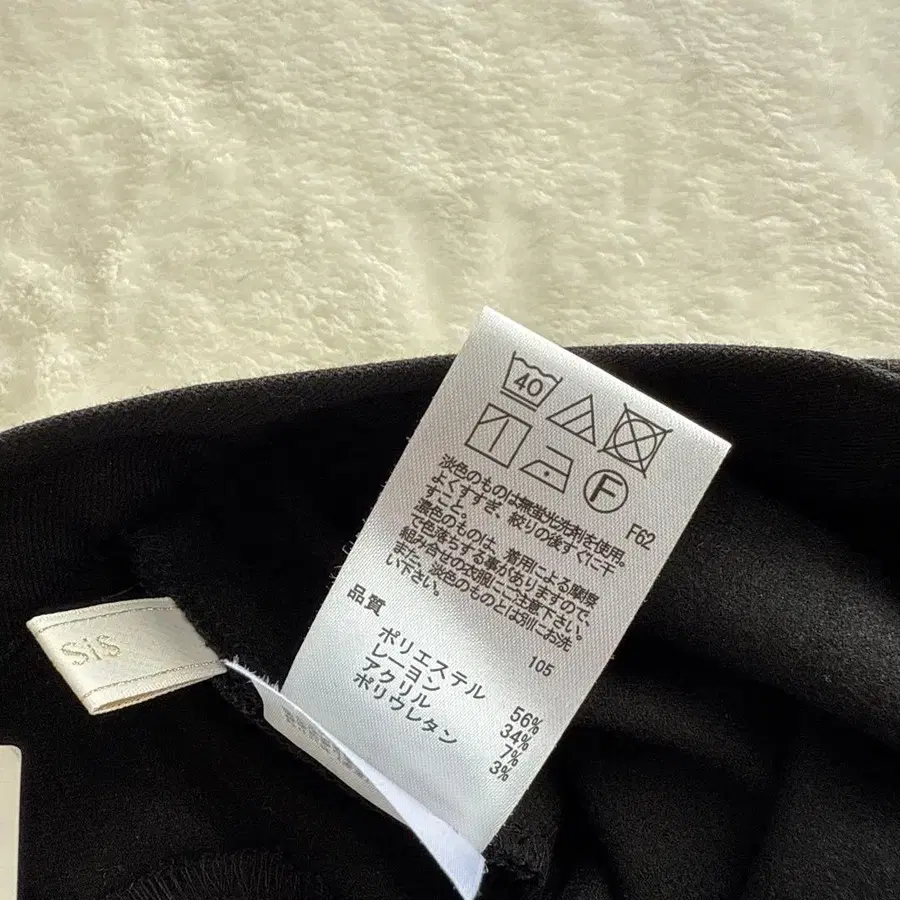 40
F
F62
淡色のものは無蛍光洗剤を使用。
よくすすぎ、絞りの後すぐに干
すこと。
濃色のものは、着用による摩擦
で色落ちする事がありますので、
組み合せの衣服にご注意下さい。
また、淡色のものとは別にお洗
い下さい。
105
品質
ポリエステル 56%
レーヨン 34%
アクリル 7%
ポリウレタン 3%
Sis